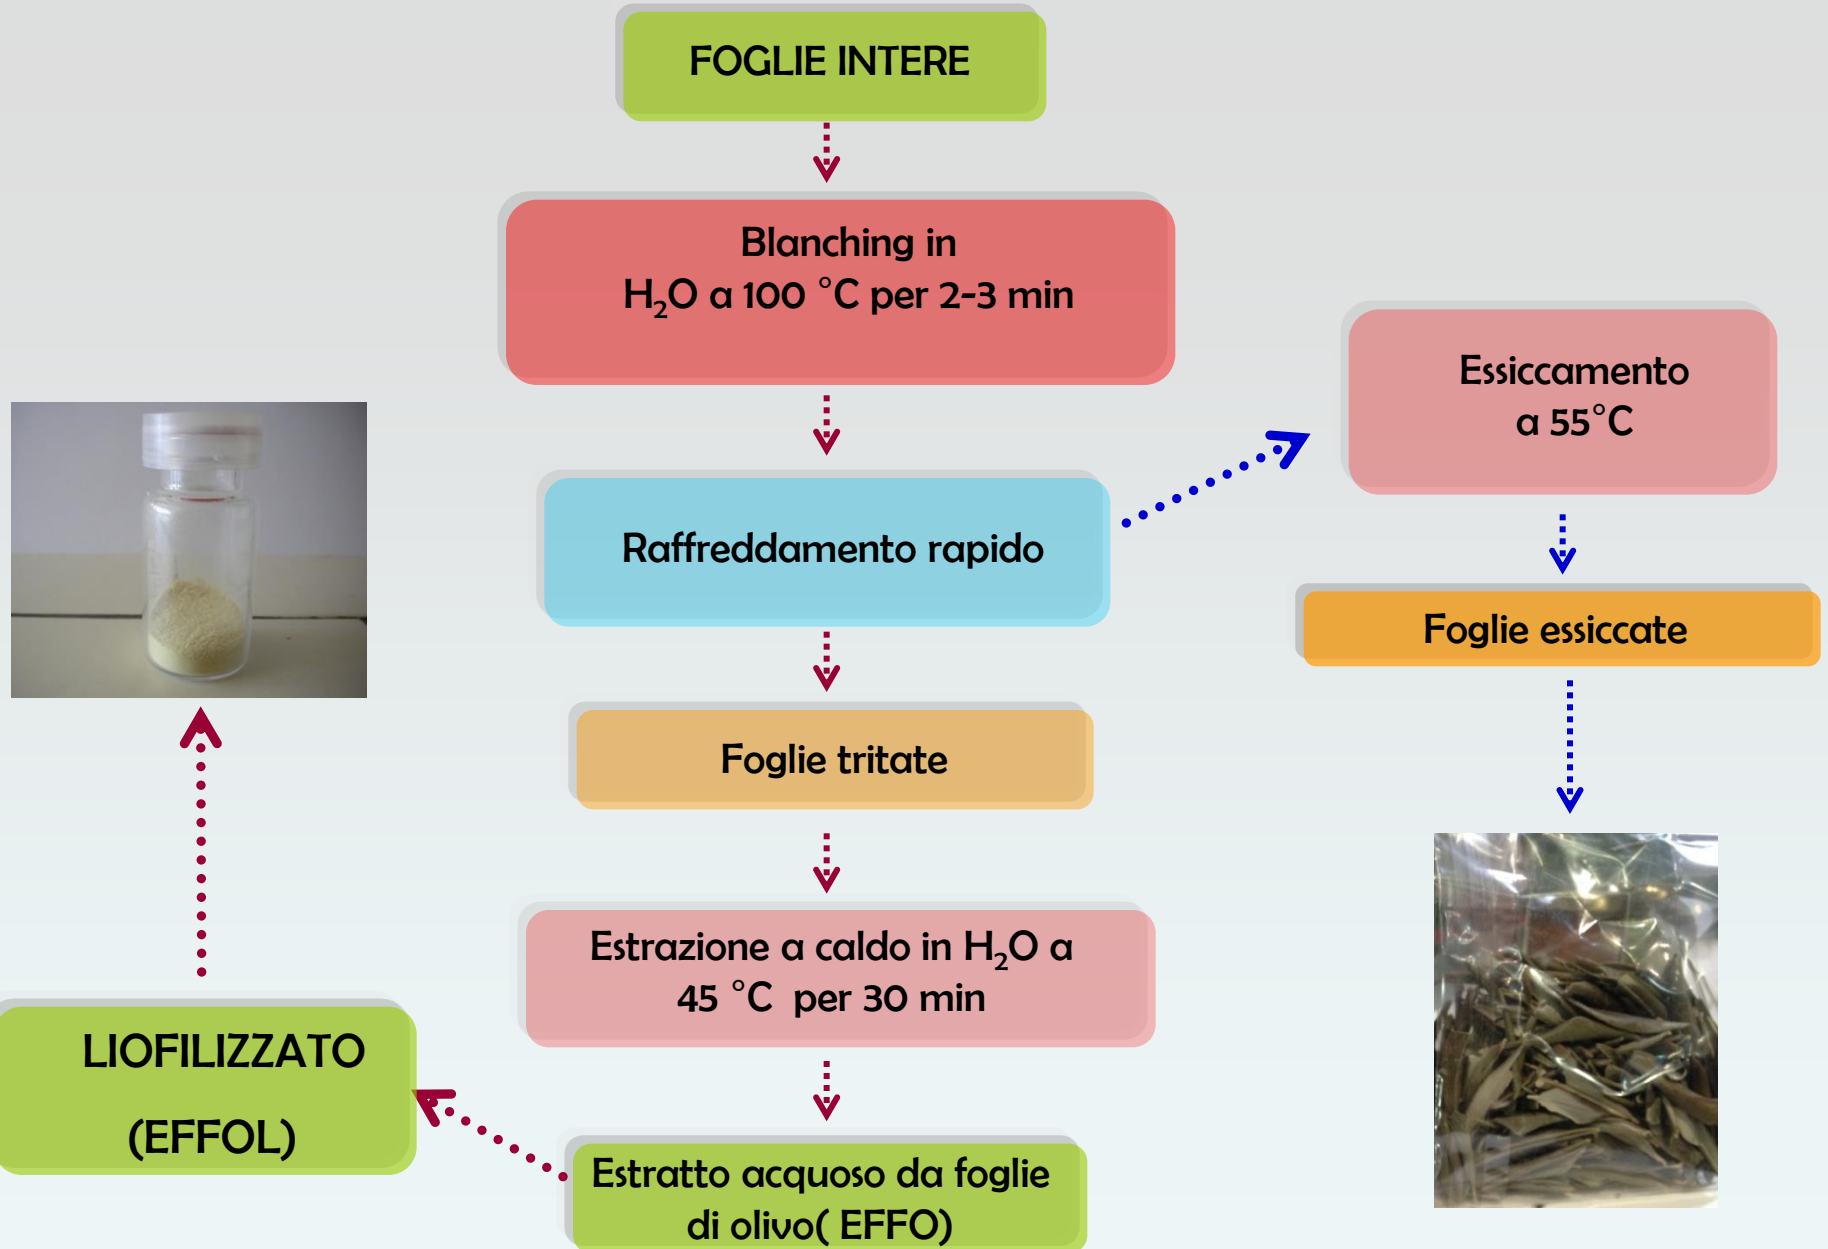 FOGLIE INTERE
Blanching in
H₂O a 100 °C per 2-3 min
Essiccamento
a 55°C
Raffreddamento rapido
Foglie essiccate
Foglie tritate
Estrazione a caldo in H₂O a
45 °C per 30 min
LIOFILIZZATO
(EFFOL)
Estratto acquoso da foglie
di olivo( EFFO)